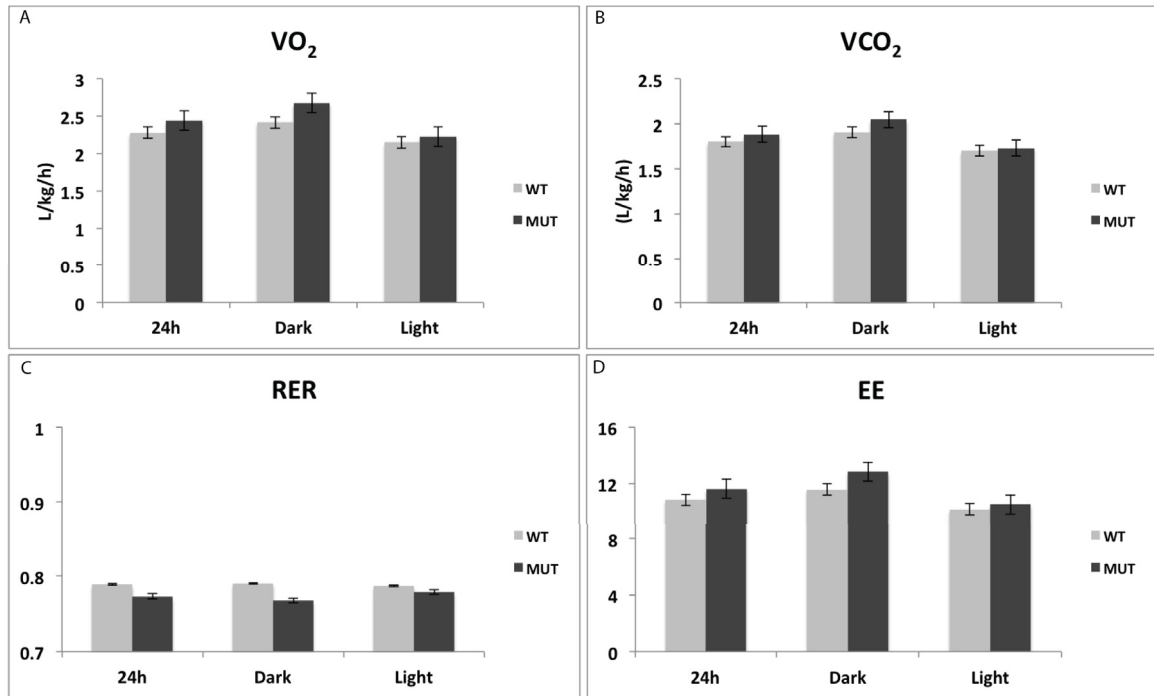 A
VO2
L/kg/h
3
2.5
2
1.5
1
0.5
0
24h Dark Light
WT
MUT
B
VCO2
(L/kg/h)
2.5
2
1.5
1
0.5
0
24h Dark Light
WT
MUT
C
RER
1
0.9
0.8
0.7
24h Dark Light
WT
MUT
D
EE
16
12
8
4
0
24h Dark Light
WT
MUT